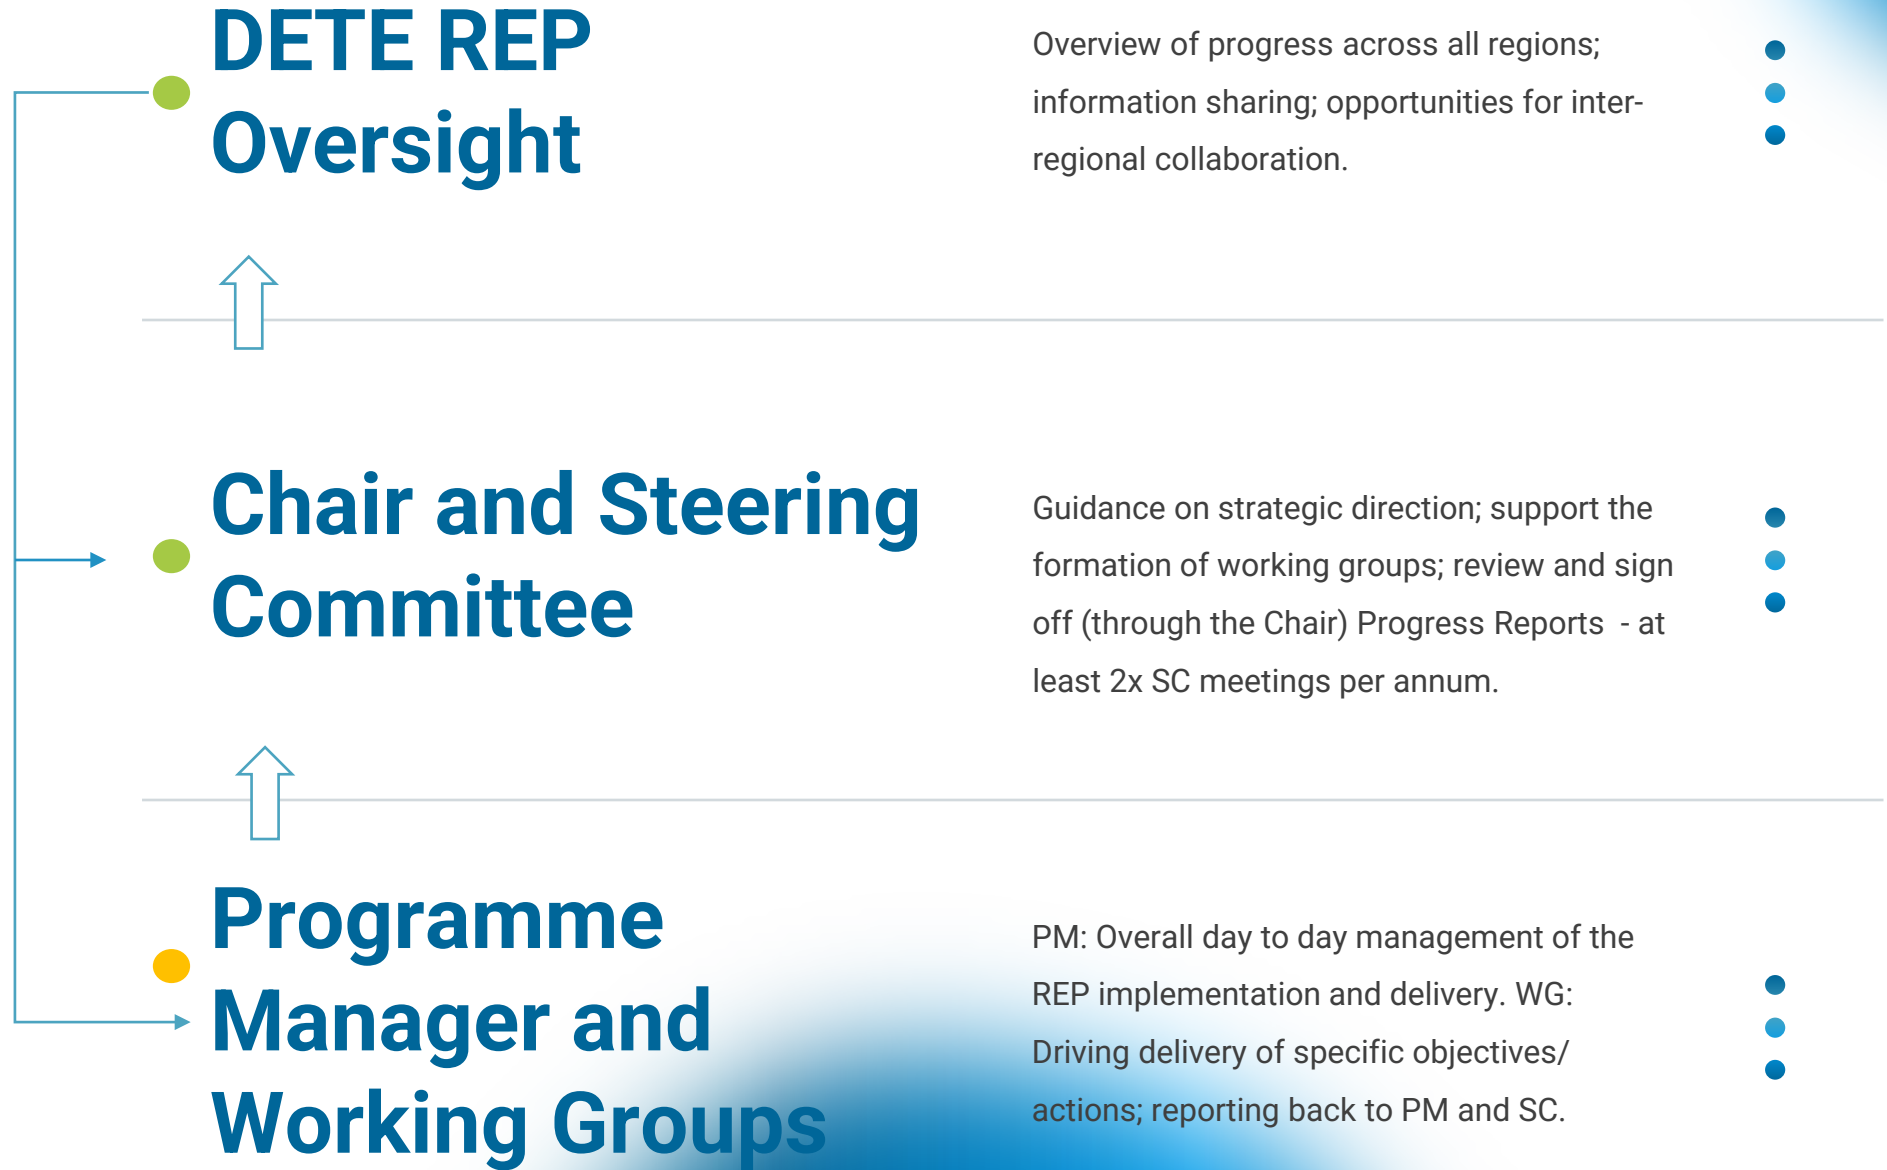 DETE REP
Oversight
Overview of progress across all regions;
information sharing; opportunities for inter-
regional collaboration.
Chair and Steering
Committee
Guidance on strategic direction; support the
formation of working groups; review and sign
off (through the Chair) Progress Reports  - at
least 2x SC meetings per annum.
Programme
Manager and
Working Groups
PM: Overall day to day management of the
REP implementation and delivery. WG:
Driving delivery of specific objectives/
actions; reporting back to PM and SC.